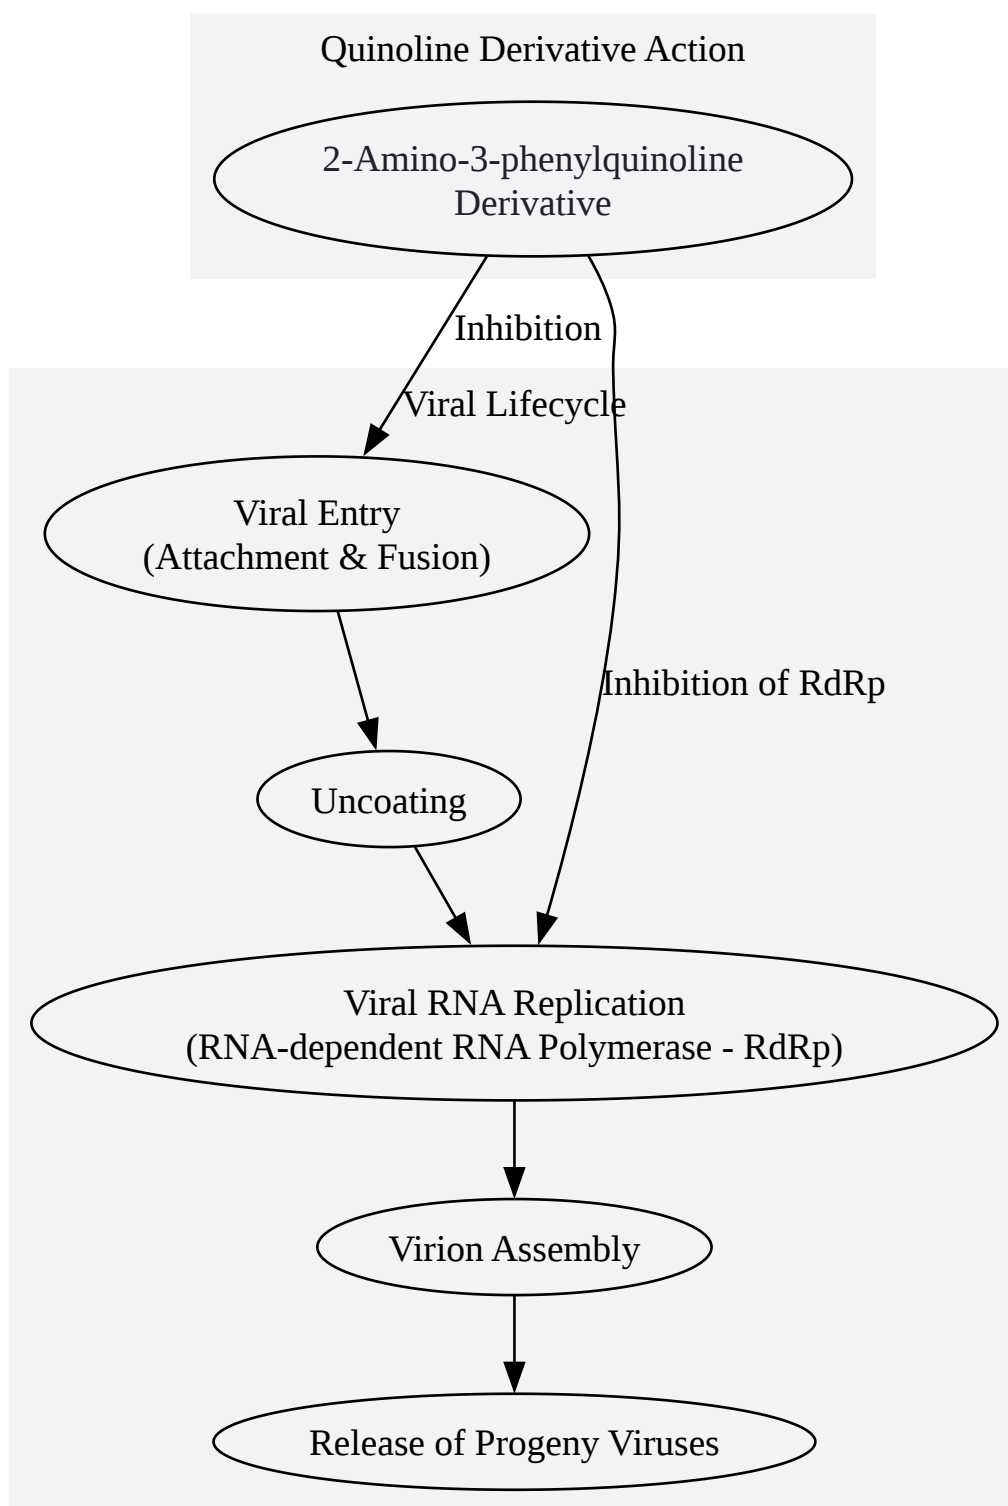 Quinoline Derivative Action
2-Amino-3-phenylquinoline
Derivative
Inhibition
Viral Lifecycle
Viral Entry
(Attachment & Fusion)
Inhibition of RdRp
Uncoating
Viral RNA Replication
(RNA-dependent RNA Polymerase - RdRp)
Virion Assembly
Release of Progeny Viruses